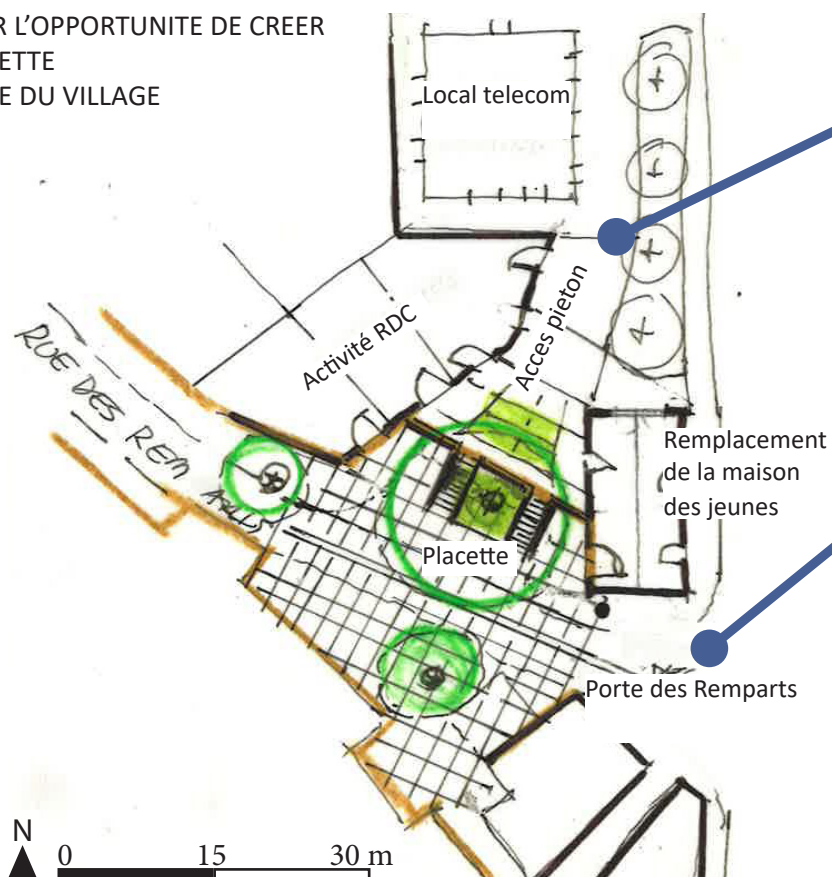 R L’OPPORTUNITE DE CREER
ETTE
E DU VILLAGE
Local telecom
Acces pieton
Activité RDC
RUE DES REM
Remplacement
de la maison
des jeunes
Placette
Porte des Remparts
N
0 15 30 m